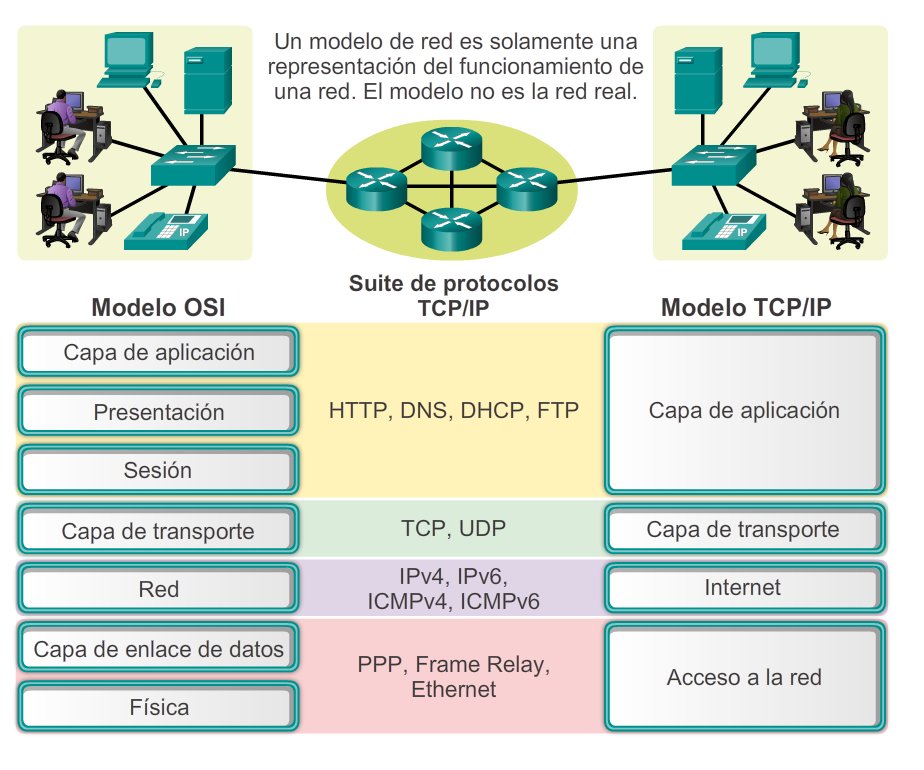 Un modelo de red es solamente una
representación del funcionamiento de
una red. El modelo no es la red real.
IP
IP
Suite de protocolos
TCP/IP
Modelo OSI
Modelo TCP/IP
Capa de aplicación
Presentación
Sesión
HTTP, DNS, DHCP, FTP
Capa de aplicación
Capa de transporte
TCP, UDP
Capa de transporte
Red
IPv4, IPv6,
ICMPv4, ICMPv6
Internet
Capa de enlace de datos
Física
PPP, Frame Relay,
Ethernet
Acceso a la red